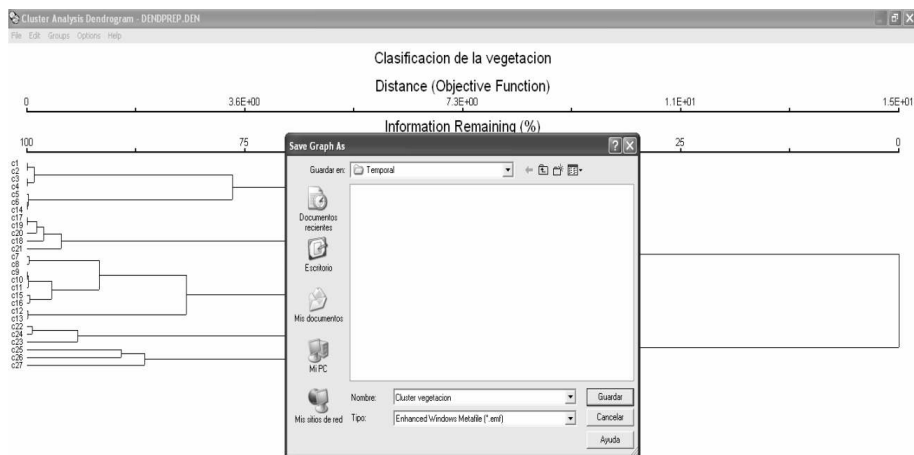 Cluster Analysis Dendrogram - DENDPREP.DEN
File Edit Groups Options Help
Clasificacion de la vegetacion
Distance (Objective Function)
0 3.6E+00 7.3E+00 1.1E+01 1.5E+01
Information Remaining (%)
100 75 25 0
Save Graph As
Guardar en: Temporal
c1
c2
c3
c4
c5
c6
c14
c17
c19
c20
c18
c21
c7
c8
c9
c10
c11
c15
c16
c12
c13
c22
c24
c23
c25
c26
c27
Documentos
recientes
Escritorio
Mis documentos
Mi PC
Mis sitios de red
Nombre: Cluster vegetacion Guardar
Tipo: Enhanced Windows Metafile (*.emf) Cancelar
Ayuda